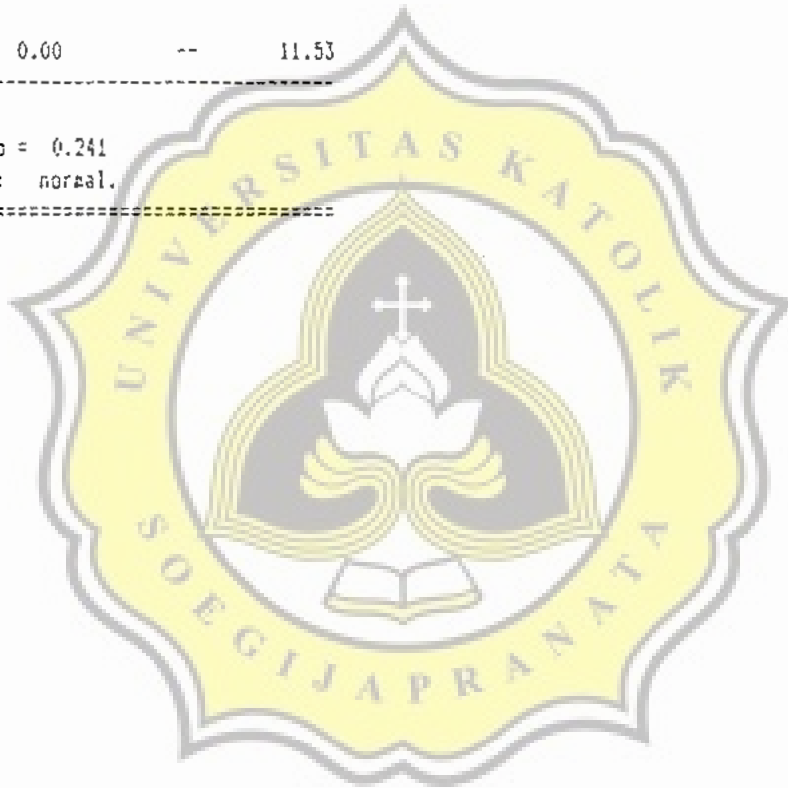 0.00 -- 11.53
--------------------------------
= 0.241
: normal.
================================
UNIVERSITAS KATOLIK
SOEGIJAPRANATA